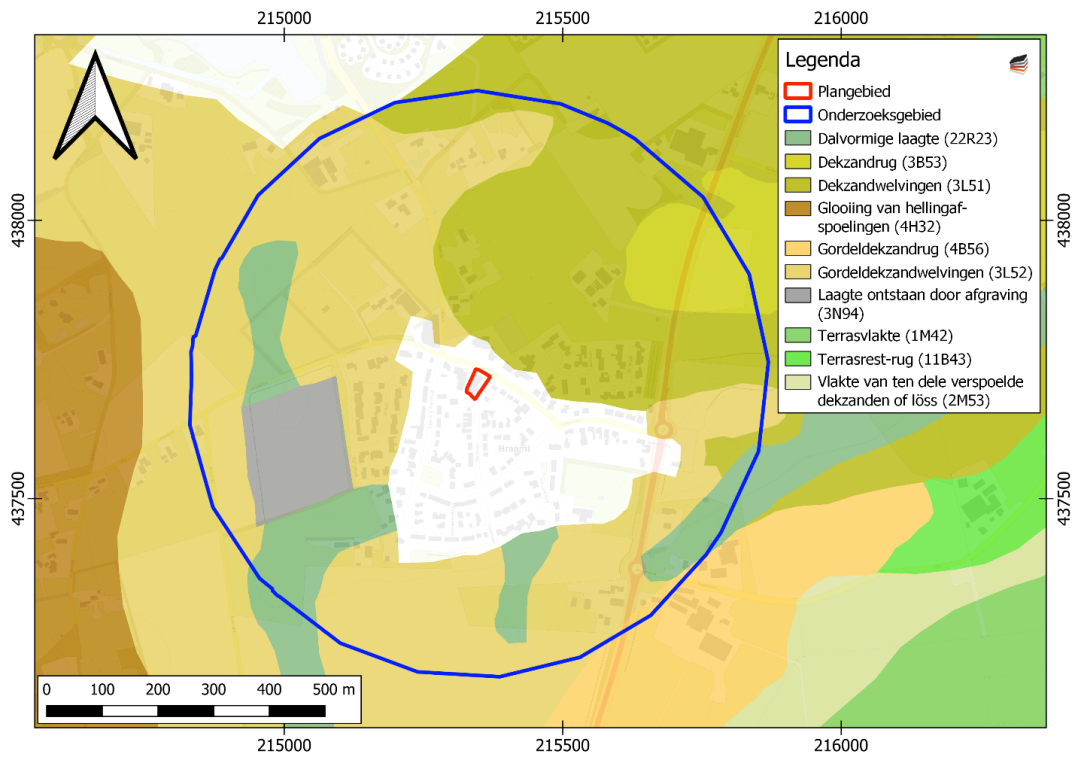 215000
215500
216000
438000
437500
438000
437500
Legenda
Plangebied
Onderzoeksgebied
Dalvormige laagte (22R23)
Dekzandrug (3B53)
Dekzandwelvingen (3L51)
Glooiing van hellingaf-
spoelingen (4H32)
Gordeldekzandrug (4B56)
Gordeldekzandwelvingen (3L52)
Laagte ontstaan door afgraving
(3N94)
Terrasvlakte (1M42)
Terrasrest-rug (11B43)
Vlakte van ten dele verspoelde
dekzanden of löss (2M53)
Braamt
0 100 200 300 400 500 m
215000
215500
216000